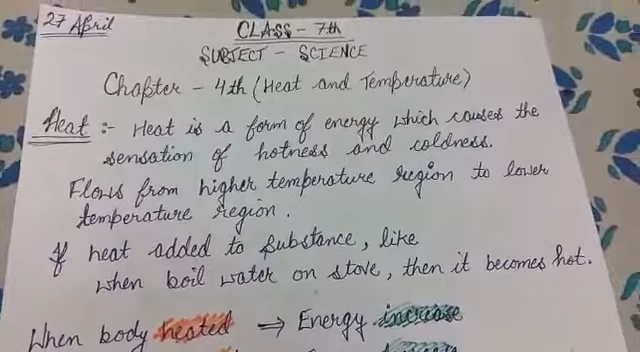 27 April
CLASS - 7th
SUBJECT - SCIENCE
Chapter - 4th (Heat and Temperature)
Heat :- Heat is a form of energy which causes the
sensation of hotness and coldness.
Flows from higher temperature region to lower
temperature region.
If heat added to substance, like
when boil water on stove, then it becomes hot.
When body heated ⇒ Energy increase